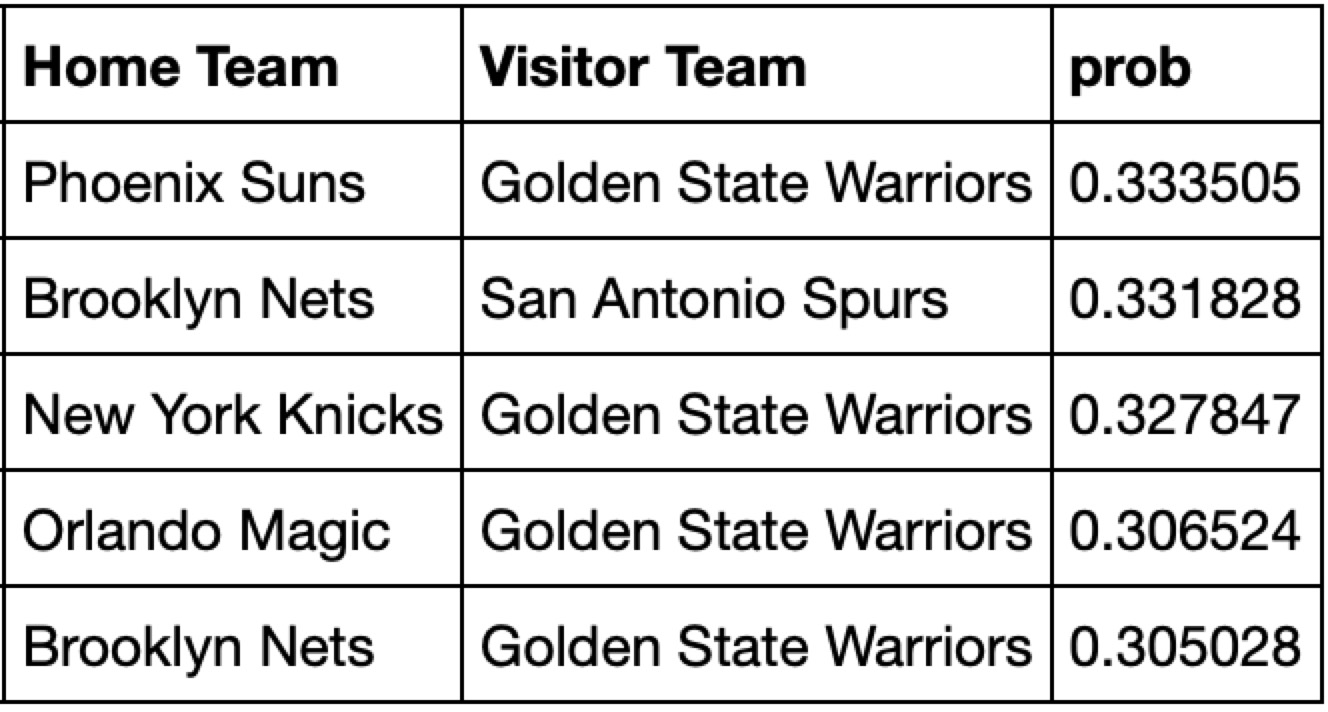 Home Team Visitor Team prob
Phoenix Suns Golden State Warriors 0.333505
Brooklyn Nets San Antonio Spurs 0.331828
New York Knicks Golden State Warriors 0.327847
Orlando Magic Golden State Warriors 0.306524
Brooklyn Nets Golden State Warriors 0.305028